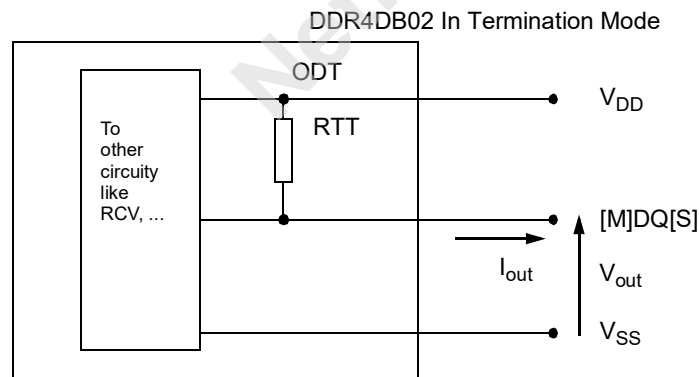 DDR4DB02 In Termination Mode
ODT
V_DD
To
other
circuity
like
RCV, ...
RTT
[M]DQ[S]
I_out
V_out
V_SS